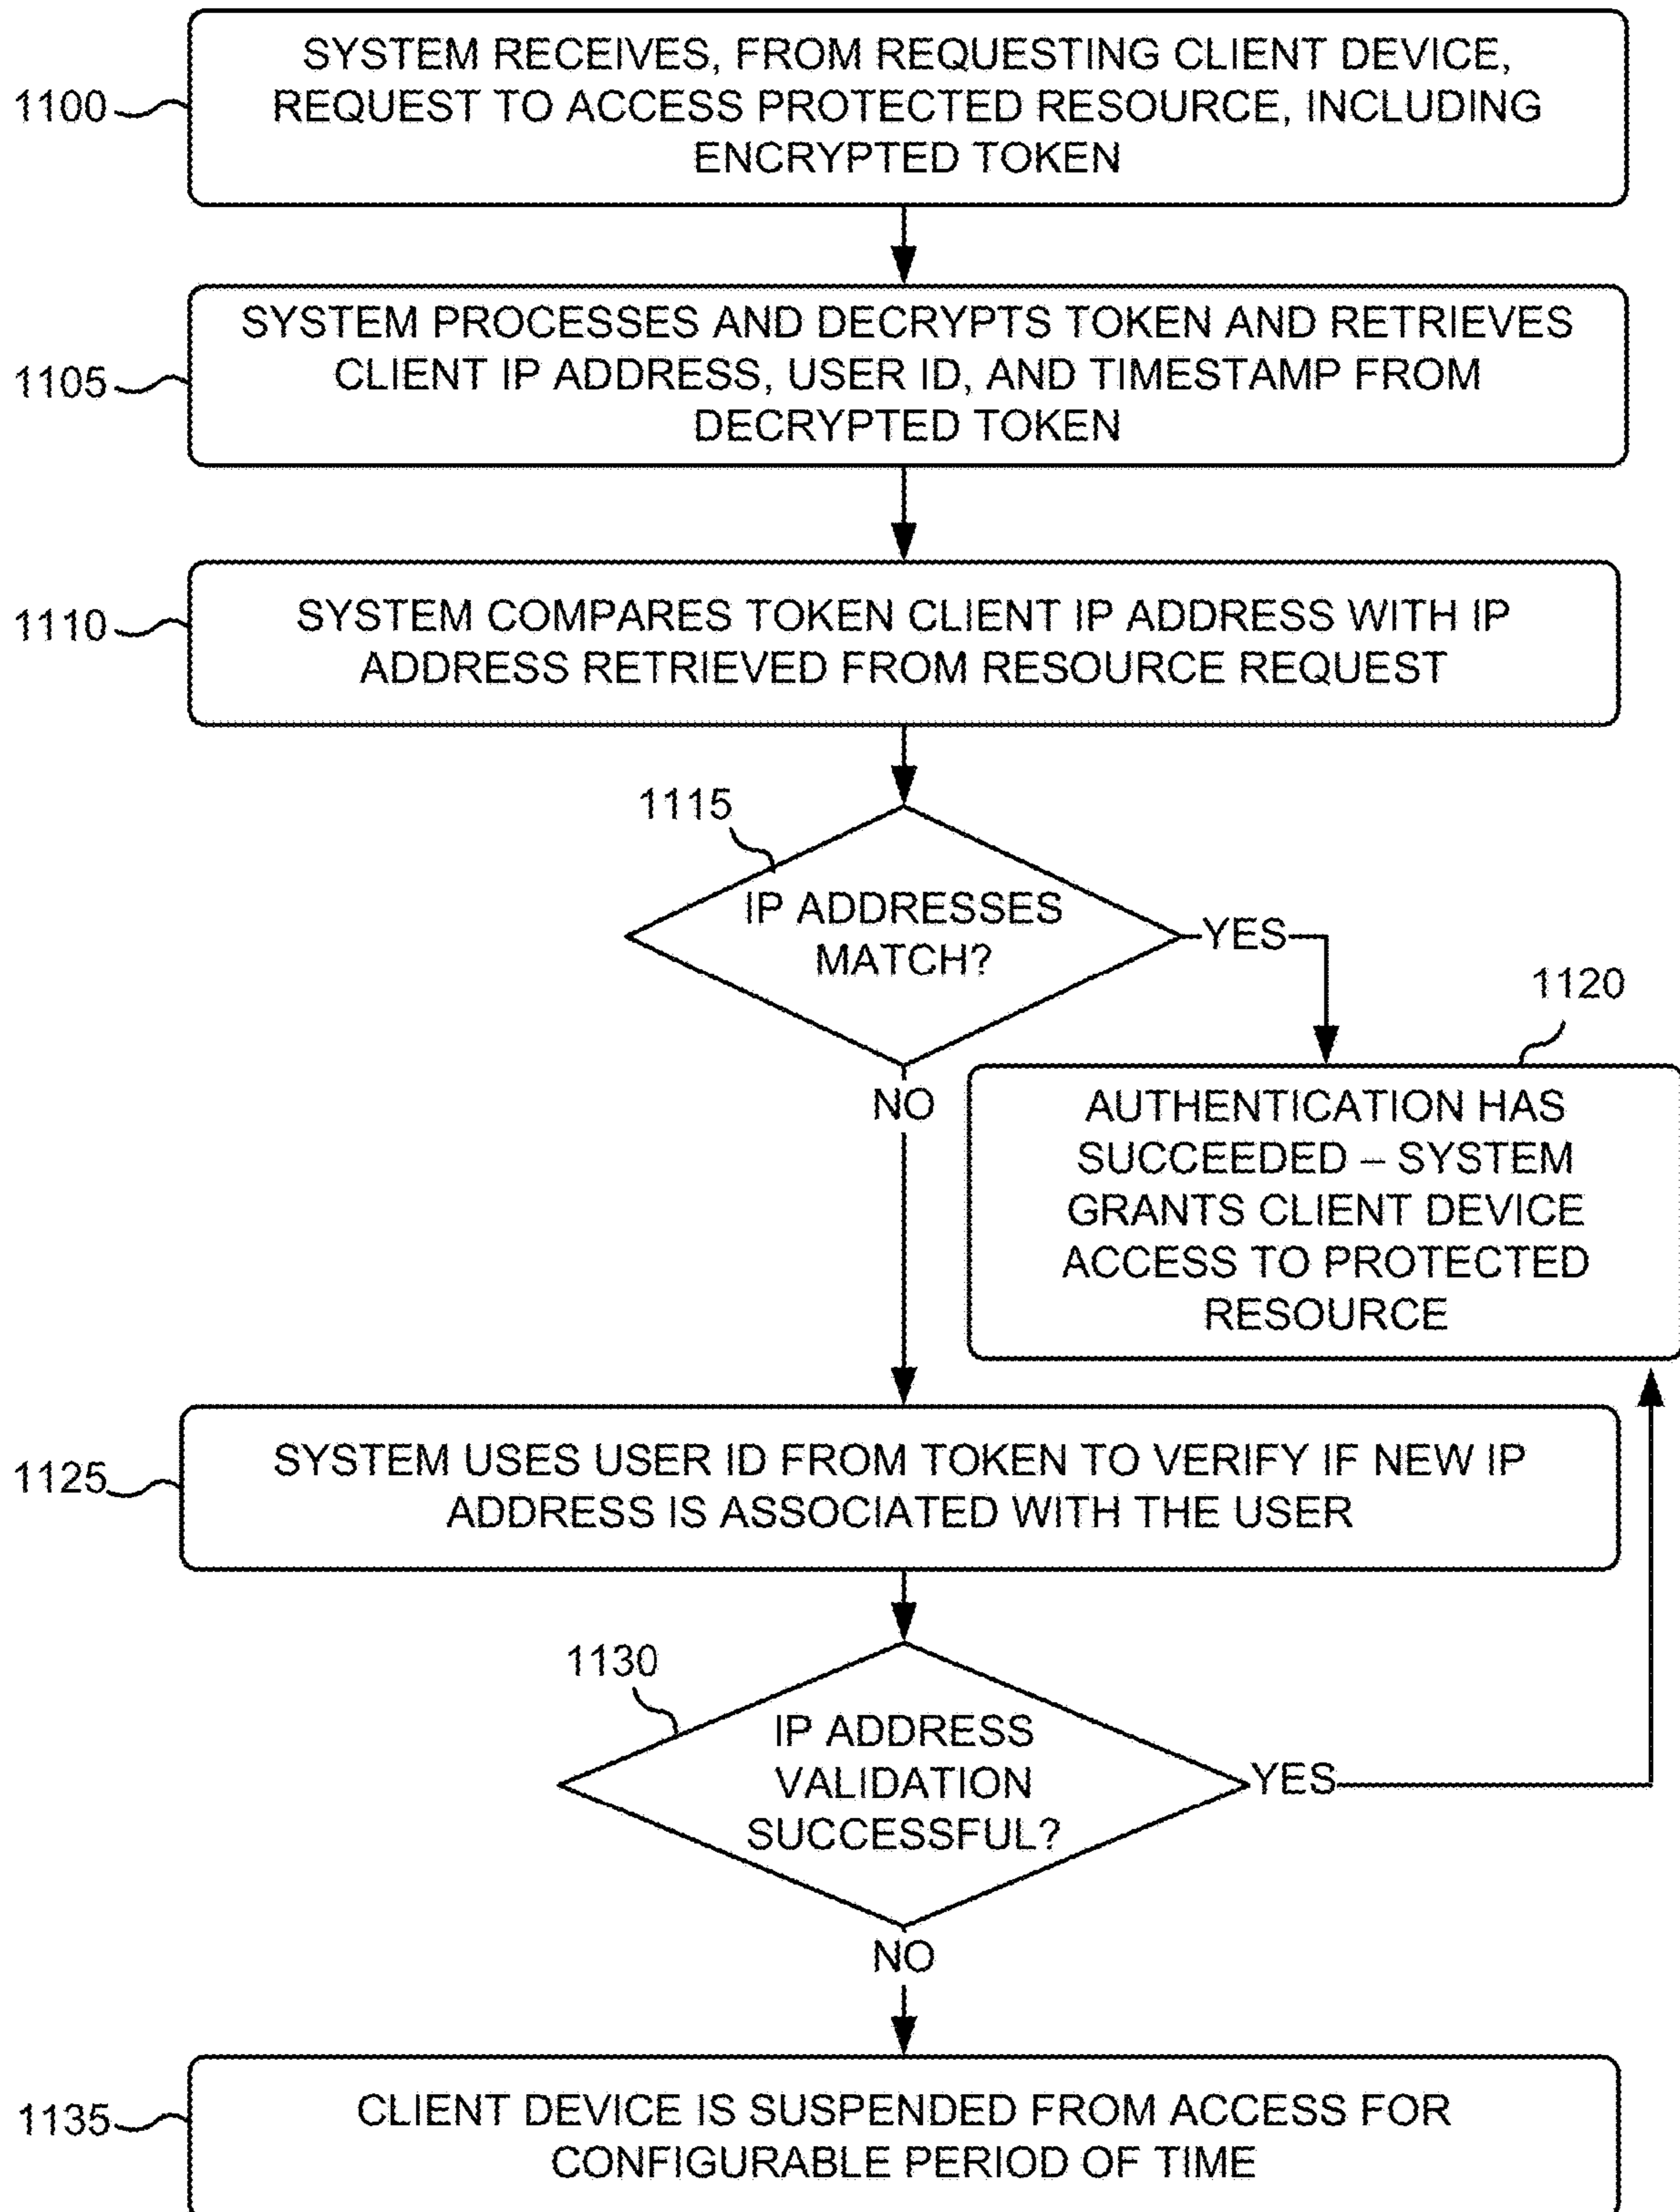 SYSTEM RECEIVES, FROM REQUESTING CLIENT DEVICE,
1100
REQUEST TO ACCESS PROTECTED RESOURCE, INCLUDING
ENCRYPTED TOKEN
SYSTEM PROCESSES AND DECRYPTS TOKEN AND RETRIEVES
1105
CLIENT IP ADDRESS, USER ID, AND TIMESTAMP FROM
DECRYPTED TOKEN
SYSTEM COMPARES TOKEN CLIENT IP ADDRESS WITH IP
1110
ADDRESS RETRIEVED FROM RESOURCE REQUEST
1115
IP ADDRESSES
MATCH?
YES
NO
1120
AUTHENTICATION HAS
SUCCEEDED – SYSTEM
GRANTS CLIENT DEVICE
ACCESS TO PROTECTED
RESOURCE
1125
SYSTEM USES USER ID FROM TOKEN TO VERIFY IF NEW IP
ADDRESS IS ASSOCIATED WITH THE USER
1130
IP ADDRESS
VALIDATION
SUCCESSFUL?
YES
NO
1135
CLIENT DEVICE IS SUSPENDED FROM ACCESS FOR
CONFIGURABLE PERIOD OF TIME